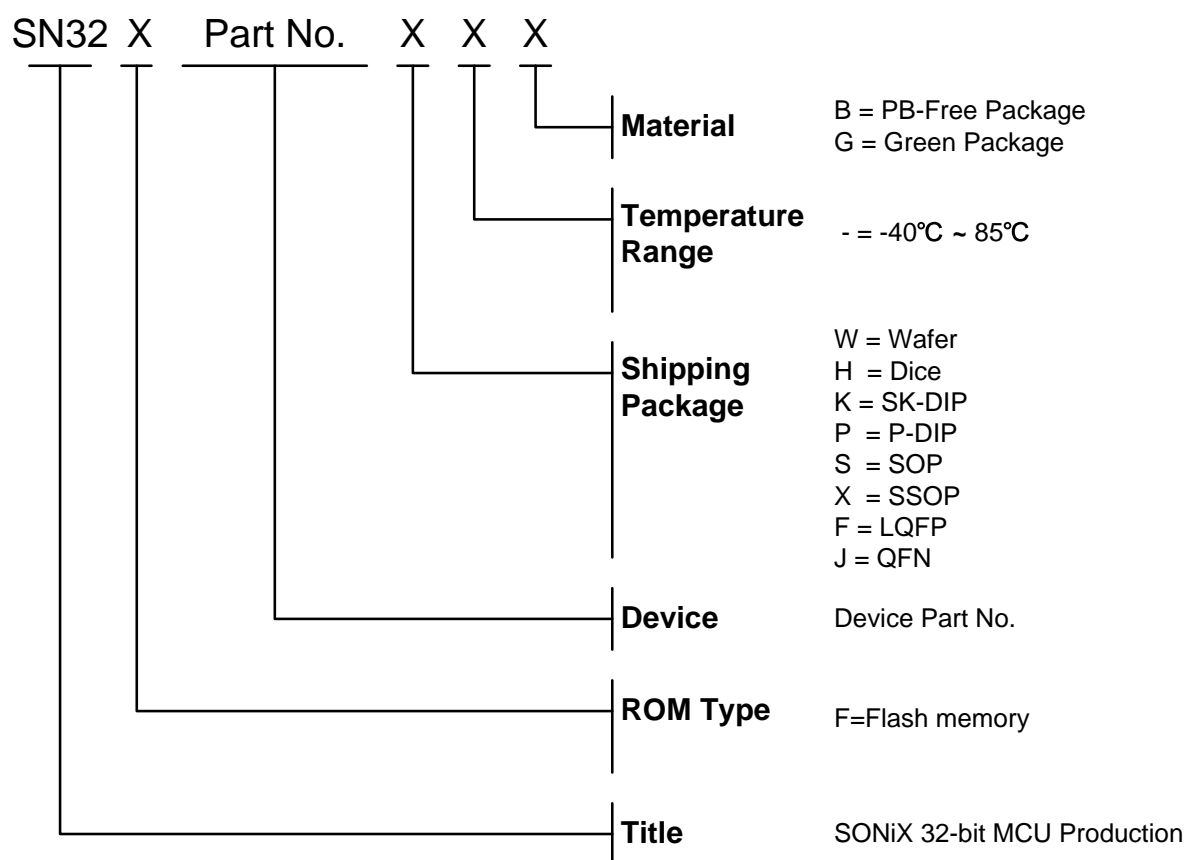 SN32 X Part No. X X X
Material
B = PB-Free Package
G = Green Package
Temperature
Range
- = -40℃ ~ 85℃
Shipping
Package
W = Wafer
H = Dice
K = SK-DIP
P = P-DIP
S = SOP
X = SSOP
F = LQFP
J = QFN
Device
Device Part No.
ROM Type
F=Flash memory
Title
SONiX 32-bit MCU Production